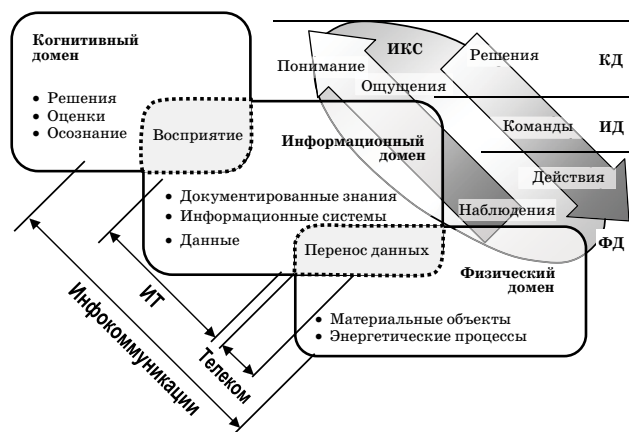 Когнитивный
домен
• Решения
• Оценки
• Осознание
Восприятие
Информационный
домен
• Документированные знания
• Информационные системы
• Данные
Перенос данных
Физический
домен
• Материальные объекты
• Энергетические процессы
ИКС
Понимание
Ощущения
Наблюдения
Решения
Команды
Действия
КД
ИД
ФД
ИТ
Телеком
Инфокоммуникации